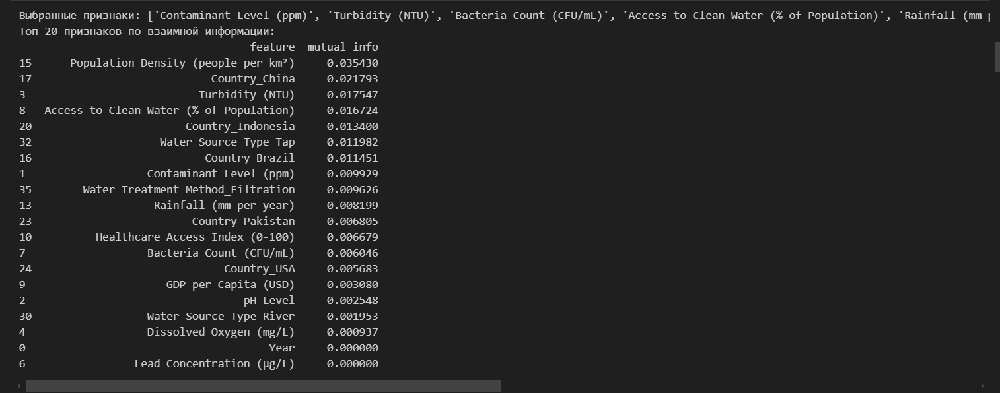 Выбранные признаки: ['Contaminant Level (ppm)', 'Turbidity (NTU)', 'Bacteria Count (CFU/mL)', 'Access to Clean Water (% of Population)', 'Rainfall (mm p
Топ-20 признаков по взаимной информации:
feature mutual_info
15 Population Density (people per km²) 0.035430
17 Country_China 0.021793
3 Turbidity (NTU) 0.017547
8 Access to Clean Water (% of Population) 0.016724
20 Country_Indonesia 0.013400
32 Water Source Type_Tap 0.011982
16 Country_Brazil 0.011451
1 Contaminant Level (ppm) 0.009929
35 Water Treatment Method_Filtration 0.009626
13 Rainfall (mm per year) 0.008199
23 Country_Pakistan 0.006805
10 Healthcare Access Index (0-100) 0.006679
7 Bacteria Count (CFU/mL) 0.006046
24 Country_USA 0.005683
9 GDP per Capita (USD) 0.003080
2 pH Level 0.002548
30 Water Source Type_River 0.001953
4 Dissolved Oxygen (mg/L) 0.000937
0 Year 0.000000
6 Lead Concentration (µg/L) 0.000000